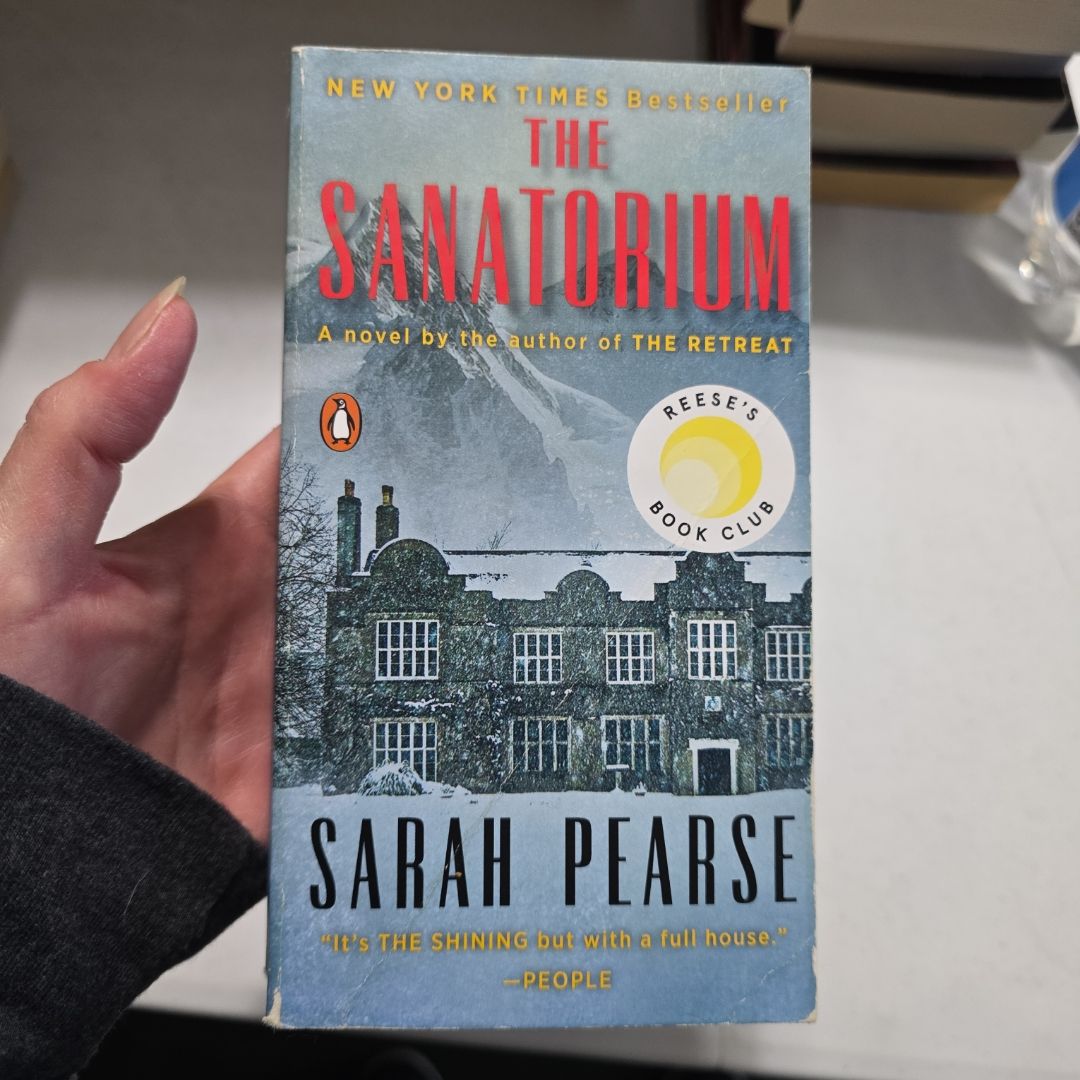 NEW YORK TIMES Bestseller
THE
SANATORIUM
A novel by the author of THE RETREAT
REESE'S
BOOK CLUB
SARAH PEARSE
“It's THE SHINING but with a full house.”
—PEOPLE